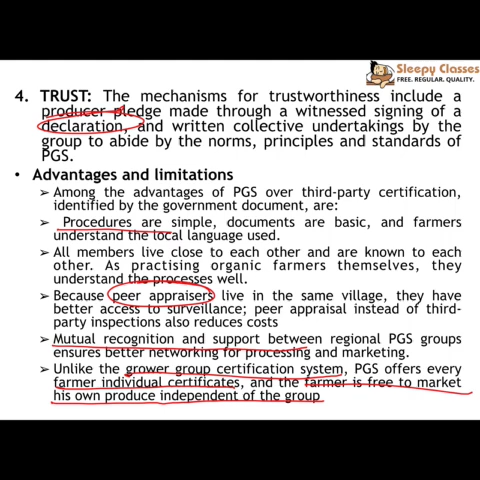 Sleepy Classes
FREE. REGULAR. QUALITY.
4. TRUST: The mechanisms for trustworthiness include a
producer pledge made through a witnessed signing of a
declaration, and written collective undertakings by the
group to abide by the norms, principles and standards of
PGS.
• Advantages and limitations
➢ Among the advantages of PGS over third-party certification,
identified by the government document, are:
➢ Procedures are simple, documents are basic, and farmers
understand the local language used.
➢ All members live close to each other and are known to each
other. As practising organic farmers themselves, they
understand the processes well.
➢ Because peer appraisers live in the same village, they have
better access to surveillance; peer appraisal instead of third-
party inspections also reduces costs
➢ Mutual recognition and support between regional PGS groups
ensures better networking for processing and marketing.
➢ Unlike the grower group certification system, PGS offers every
farmer individual certificates, and the farmer is free to market
his own produce independent of the group